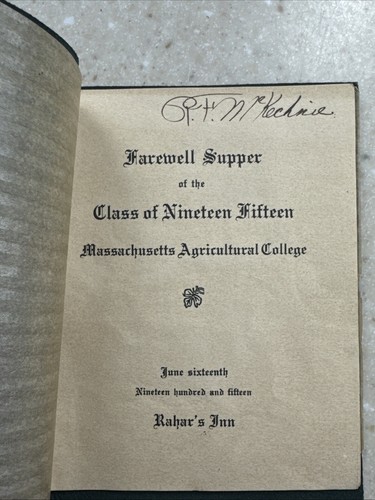 R. F. McKechnie.
Farewell Supper
of the
Class of Nineteen Fifteen
Massachusetts Agricultural College
June sixteenth
Nineteen hundred and fifteen
Rahar's Inn